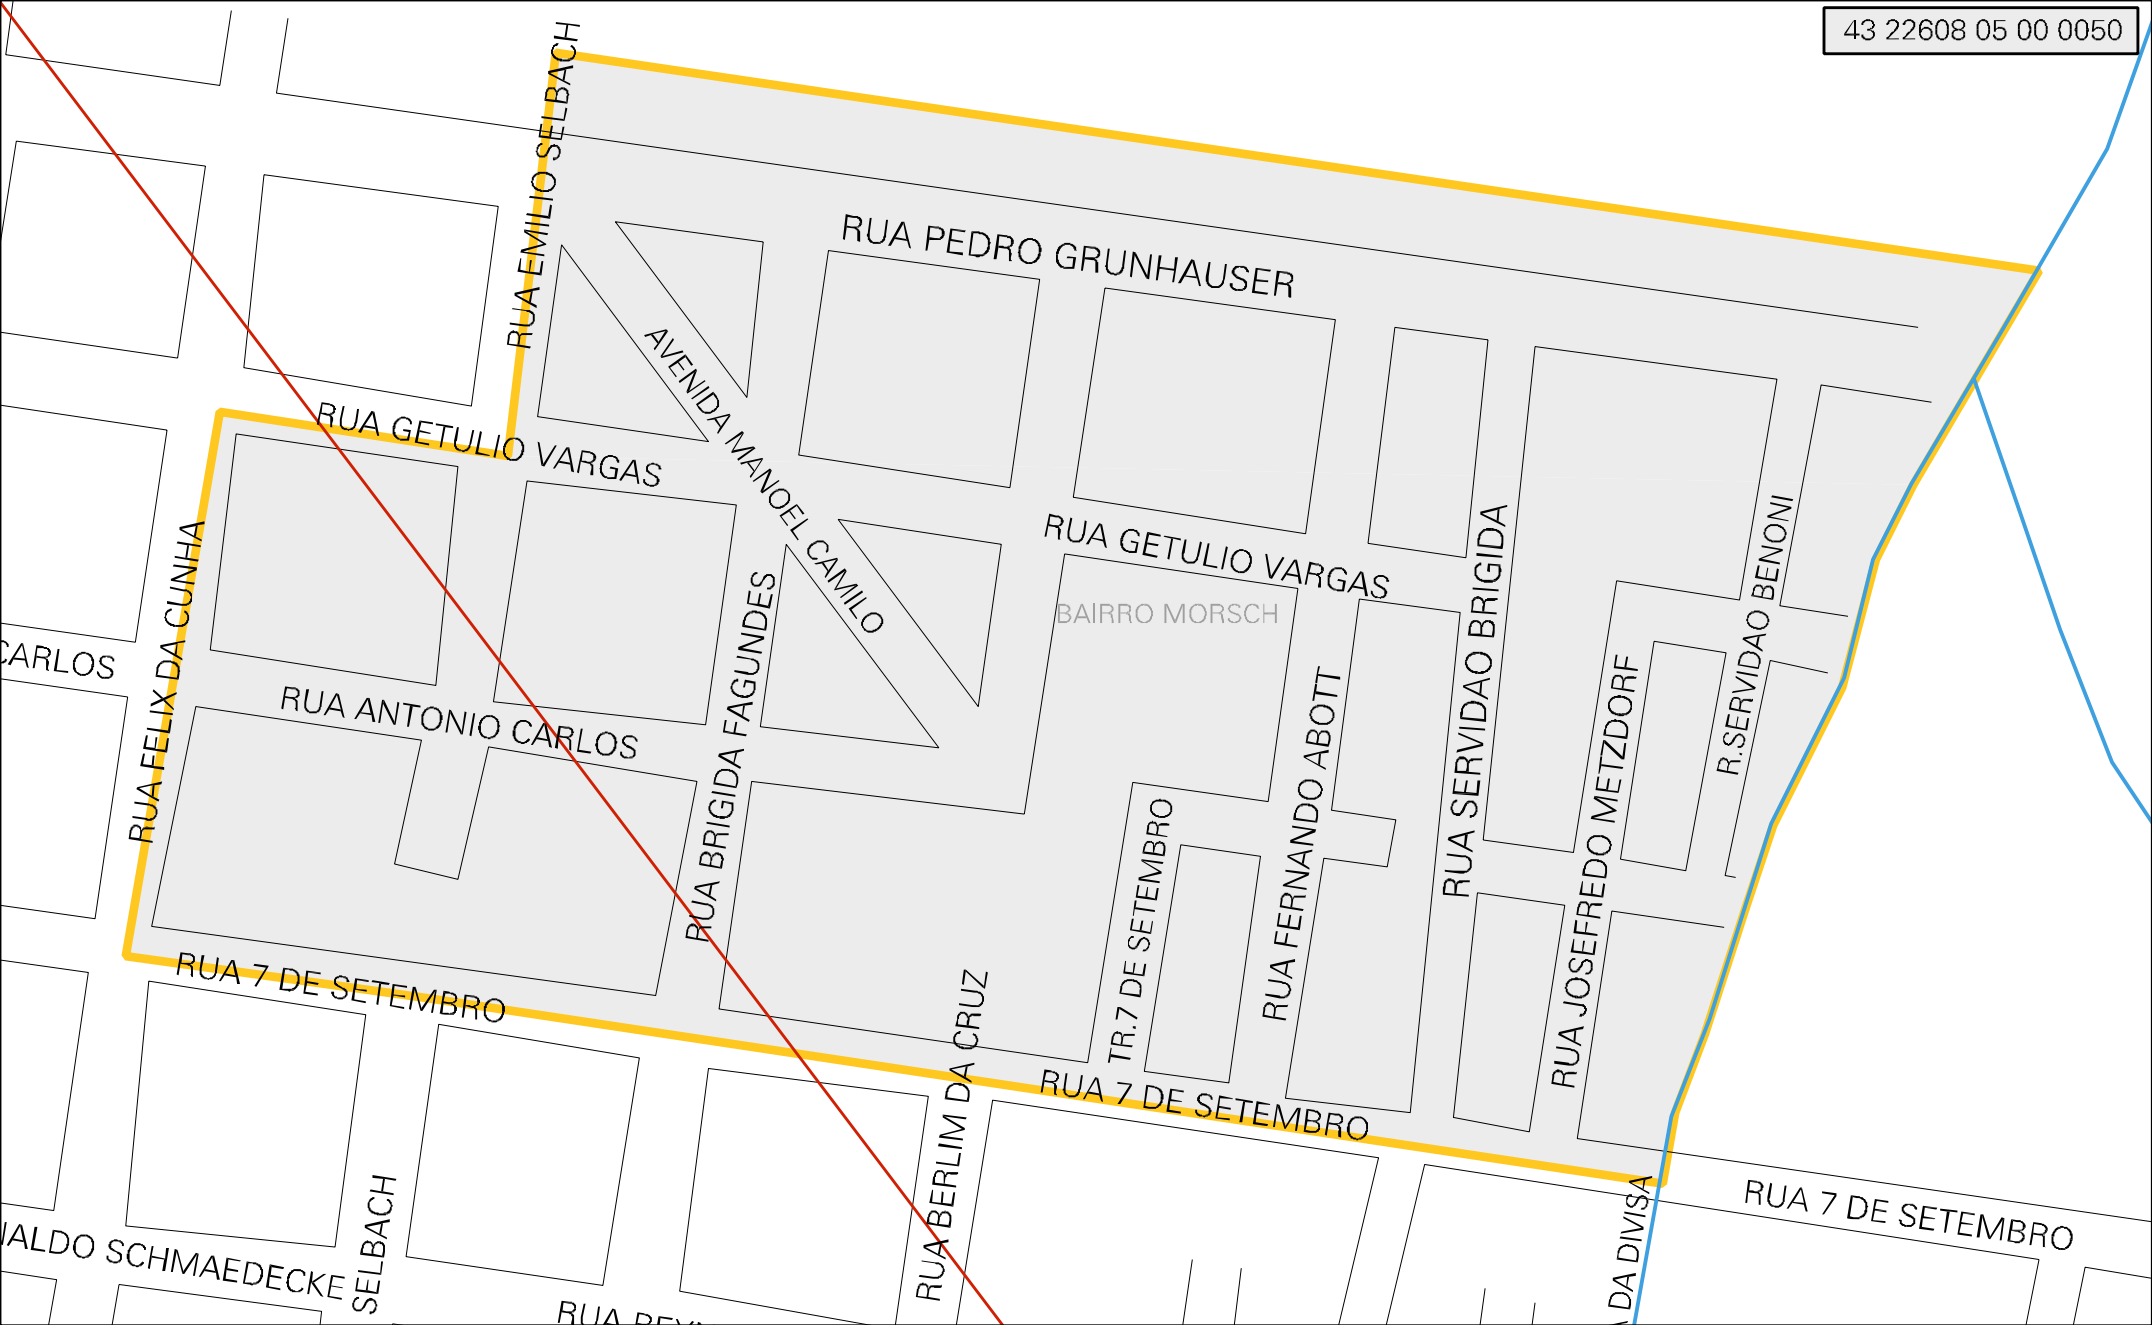 43 22608 05 00 0050
RUA EMILIO SELBACH
RUA PEDRO GRUNHAUSER
AVENIDA MANOEL CAMILO
RUA GETULIO VARGAS
RUA GETULIO VARGAS
BAIRRO MORSCH
RUA FELIX DA CUNHA
CARLOS
RUA ANTONIO CARLOS
RUA BRIGIDA FAGUNDES
RUA SERVIDAO BRIGIDA
R.SERVIDAO BENONI
RUA JOSEFREDO METZDORF
RUA FERNANDO ABOTT
TR.7 DE SETEMBRO
RUA 7 DE SETEMBRO
RUA BERLIM DA CRUZ
RUA 7 DE SETEMBRO
RUA 7 DE SETEMBRO
DA DIVISA
SELBACH
NALDO SCHMAEDECKE
RUA